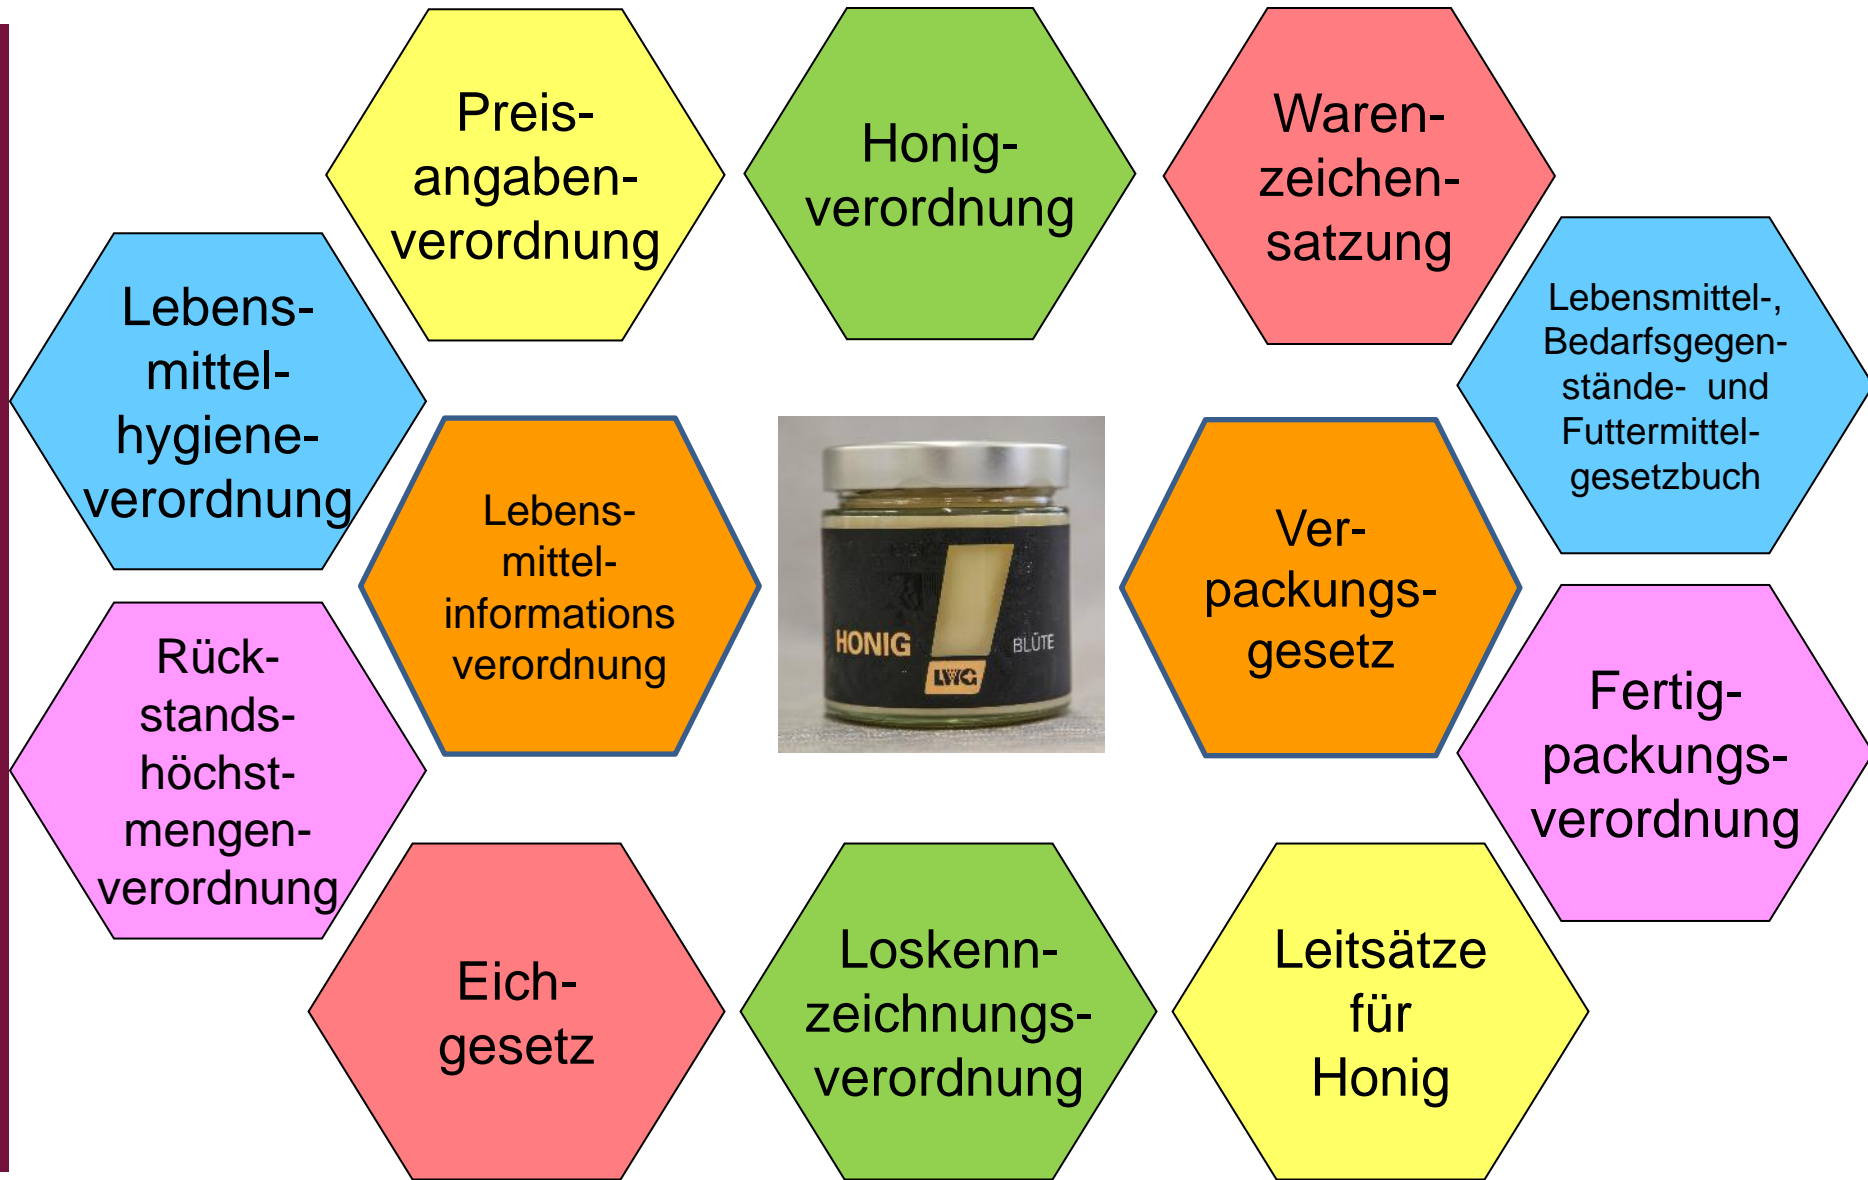 Preis-
angaben-
verordnung
Honig-
verordnung
Waren-
zeichen-
satzung
Lebens-
mittel-
hygiene-
verordnung
Lebensmittel-,
Bedarfsgegen-
stände- und
Futtermittel-
gesetzbuch
Lebens-
mittel-
informations
verordnung
HONIG
BLÜTE
LWG
Ver-
packungs-
gesetz
Rück-
stands-
höchst-
mengen-
verordnung
Fertig-
packungs-
verordnung
Eich-
gesetz
Loskenn-
zeichnungs-
verordnung
Leitsätze
für
Honig